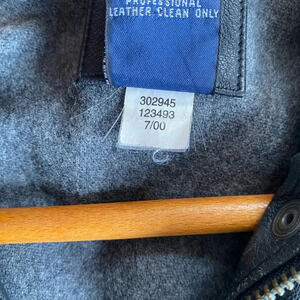 PROFESSIONAL
LEATHER CLEAN ONLY
302945
123493
7/00